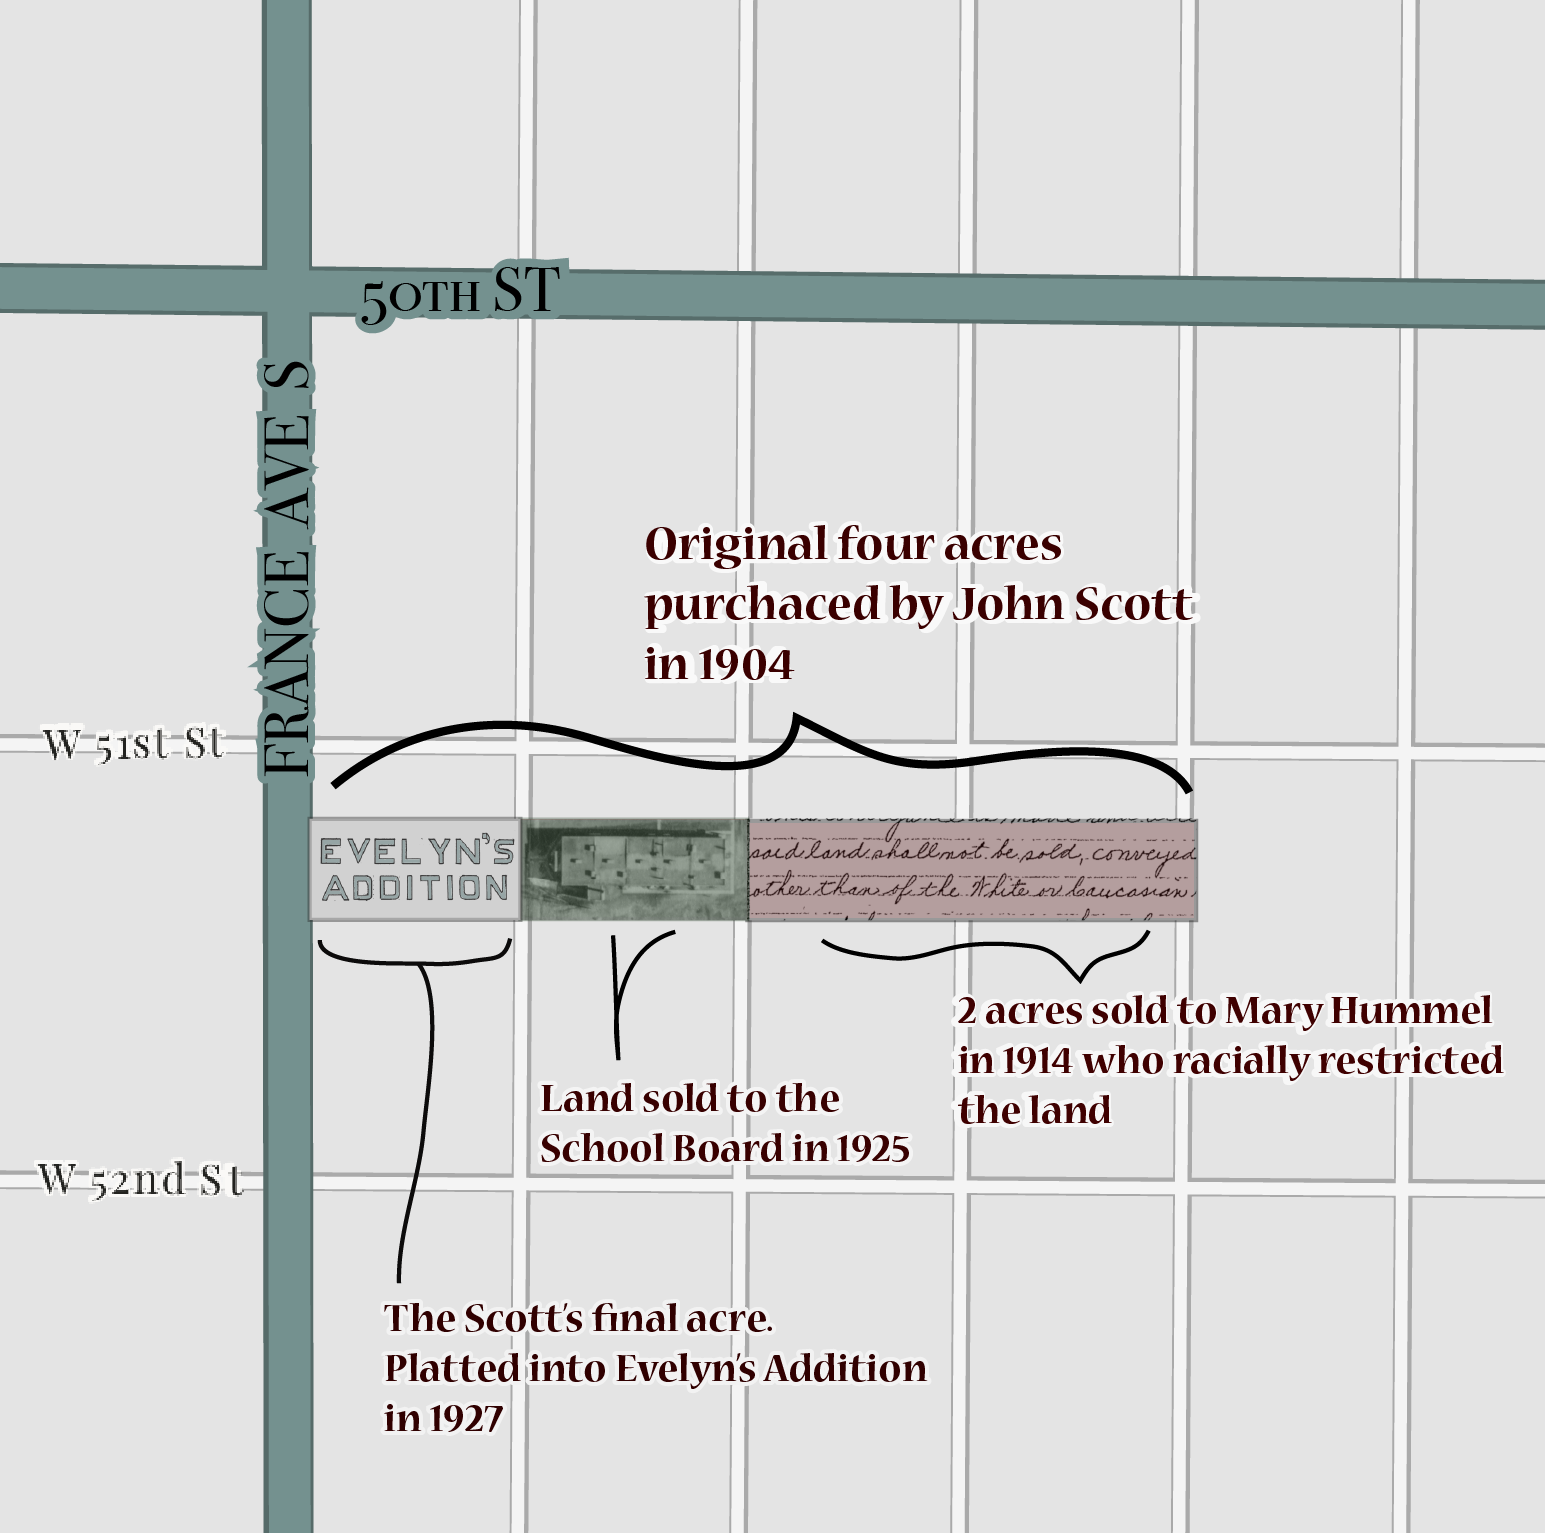 50TH ST
FRANCE AVE S
Original four acres
purchaced by John Scott
in 1904
W 51st St
EVELYN'S
ADDITION
said land shall not be sold, conveyed
other than of the White or Caucasian
2 acres sold to Mary Hummel
in 1914 who racially restricted
the land
Land sold to the
School Board in 1925
W 52nd St
The Scott's final acre.
Platted into Evelyn's Addition
in 1927